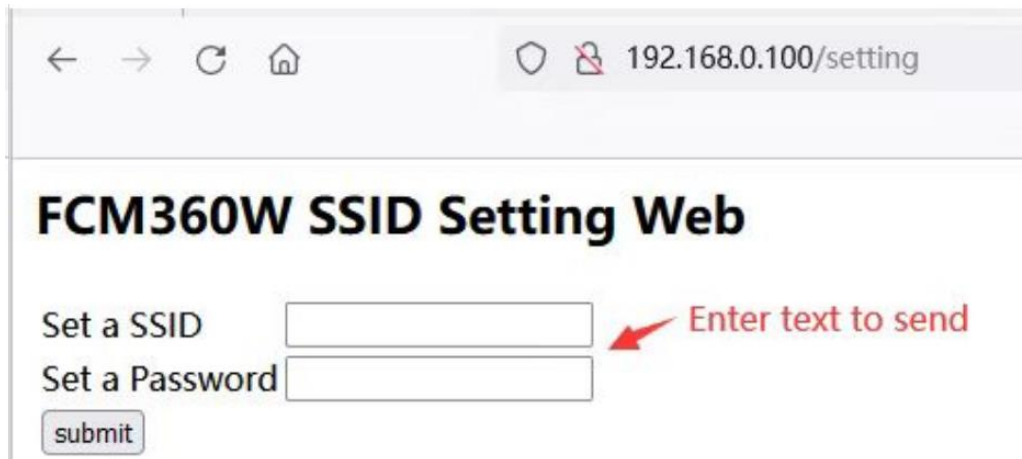 192.168.0.100/setting
FCM360W SSID Setting Web
Set a SSID
Enter text to send
Set a Password
submit